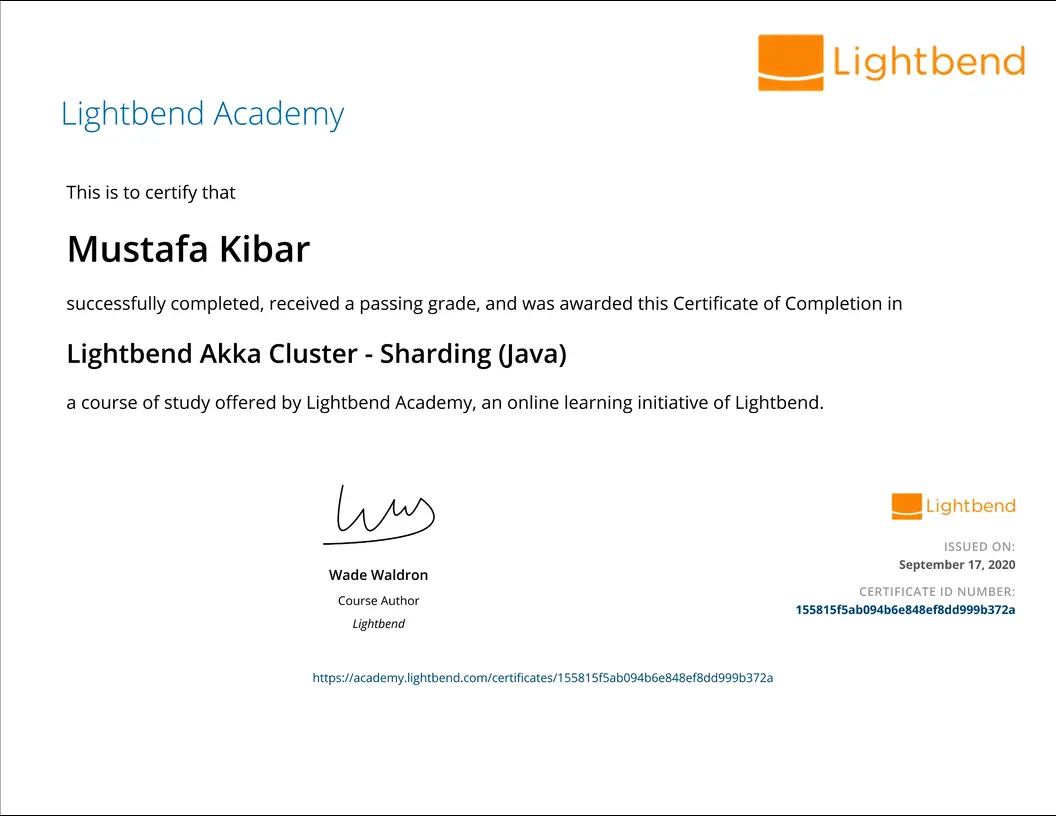 Lightbend
Lightbend Academy
This is to certify that
Mustafa Kibar
successfully completed, received a passing grade, and was awarded this Certificate of Completion in
Lightbend Akka Cluster - Sharding (Java)
a course of study offered by Lightbend Academy, an online learning initiative of Lightbend.
Wade Waldron
Course Author
Lightbend
Lightbend
ISSUED ON:
September 17, 2020
CERTIFICATE ID NUMBER:
155815f5ab094b6e848ef8dd999b372a
https://academy.lightbend.com/certificates/155815f5ab094b6e848ef8dd999b372a